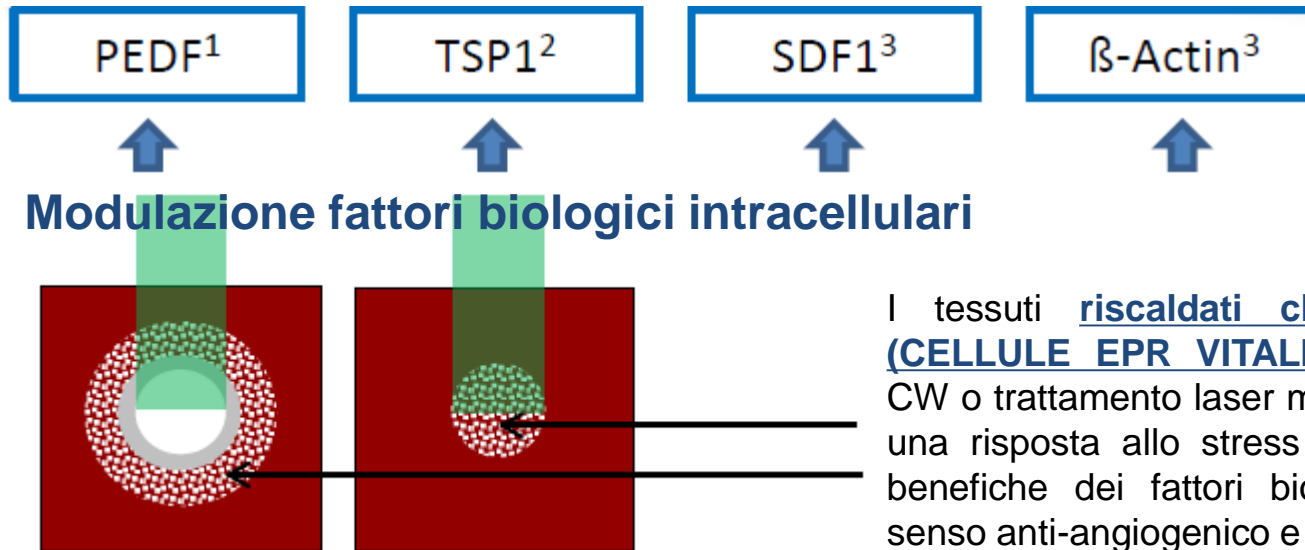 PEDF¹
TSP1²
SDF1³
ß-Actin³
Modulazione fattori biologici intracellulari
I tessuti riscaldati
(CELLULE EPR
CW o trattamento laser
una risposta allo stress
benefiche dei fattori
senso anti-angiogenico e